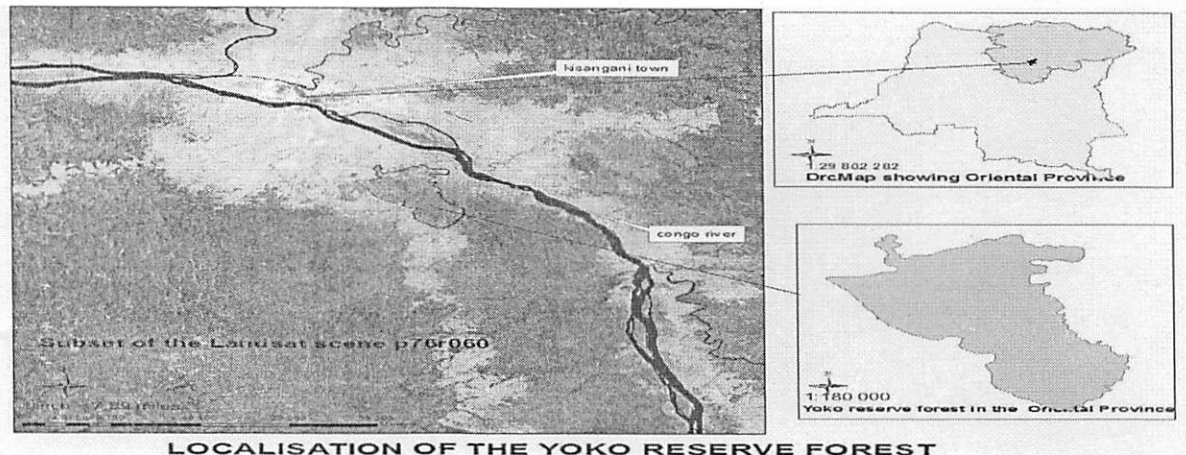 kisangani town
congo river
Subset of the Landsat scene p76r060
1:29 802 282
DrcMap showing Oriental Province
1:180 000
Yoko reserve forest in the Oriental Province
LOCALISATION OF THE YOKO RESERVE FOREST